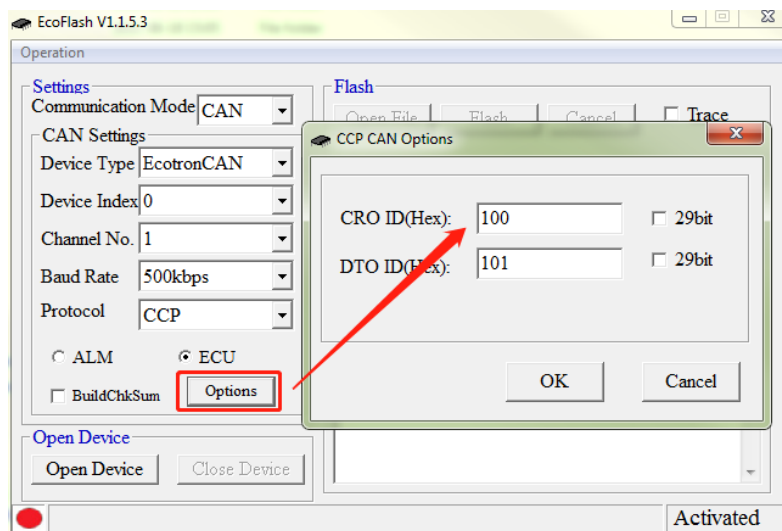 EcoFlash V1.1.5.3
Operation
Settings
Communication Mode CAN
CAN Settings
Device Type EcotronCAN
Device Index 0
Channel No. 1
Baud Rate 500kbps
Protocol CCP
ALM ECU
BuildChkSum Options
Open Device
Open Device Close Device
Flash
Open File Flash Cancel Trace
CCP CAN Options
CRO ID(Hex): 100 29bit
DTO ID(Hex): 101 29bit
OK Cancel
Activated